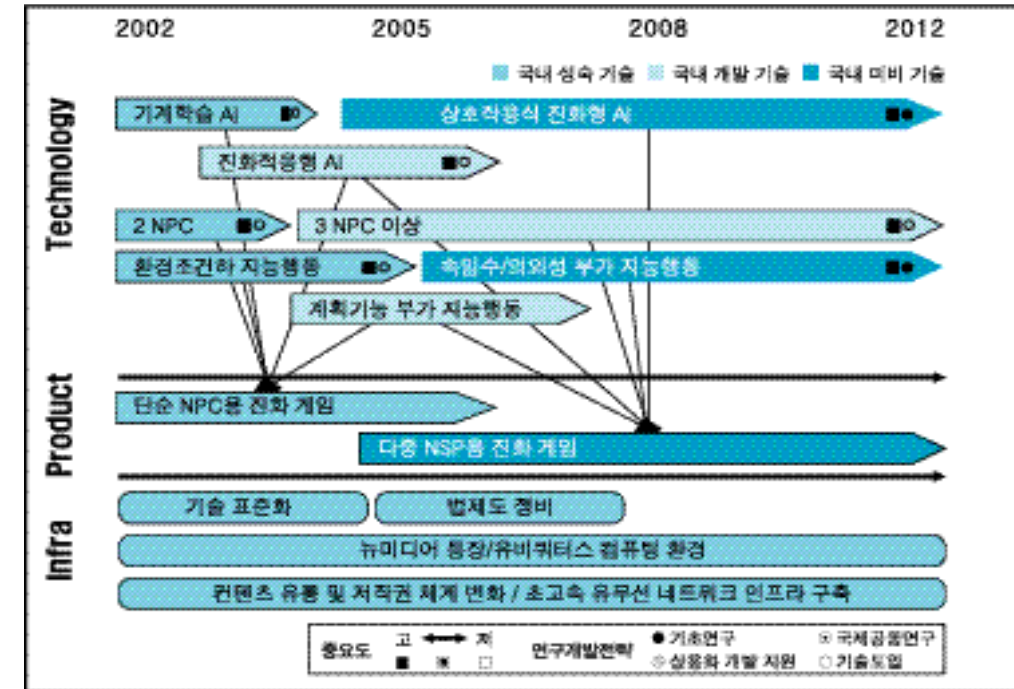 2002 2005 2008 2012
국내 성숙 기술 국내 개발 기술 국내 미비 기술
Technology
기계학습 AI 상호작용식 진화형 AI
진화적응형 AI
2 NPC 3 NPC 이상
환경조건하 지능행동 속임수/의외성 부가 지능행동
계획기능 부가 지능행동
Product
단순 NPC용 진화 게임
다중 NSP용 진화 게임
Infra
기술 표준화 법제도 정비
뉴미디어 등장/유비쿼터스 컴퓨팅 환경
컨텐츠 유통 및 저작권 체계 변화 / 초고속 유무선 네트워크 인프라 구축
중요도 고 저 연구개발전략 기초연구 국제공동연구
상용화 개발 지원 기술도입